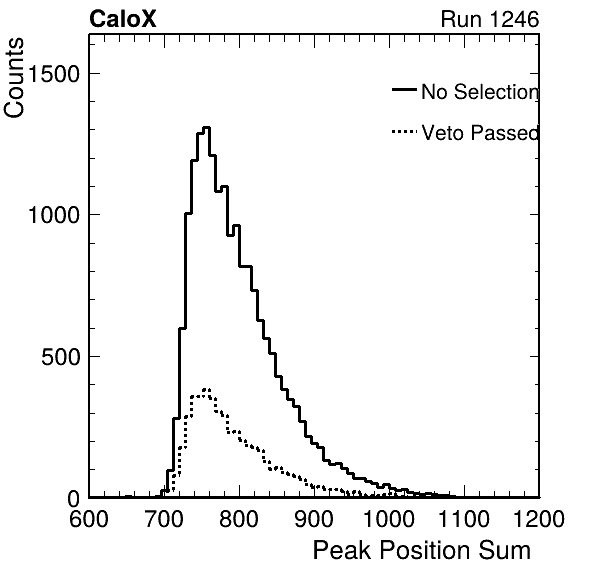 CaloX Run 1246
Counts
1500
No Selection
Veto Passed
1000
500
0
600 700 800 900 1000 1100 1200
Peak Position Sum